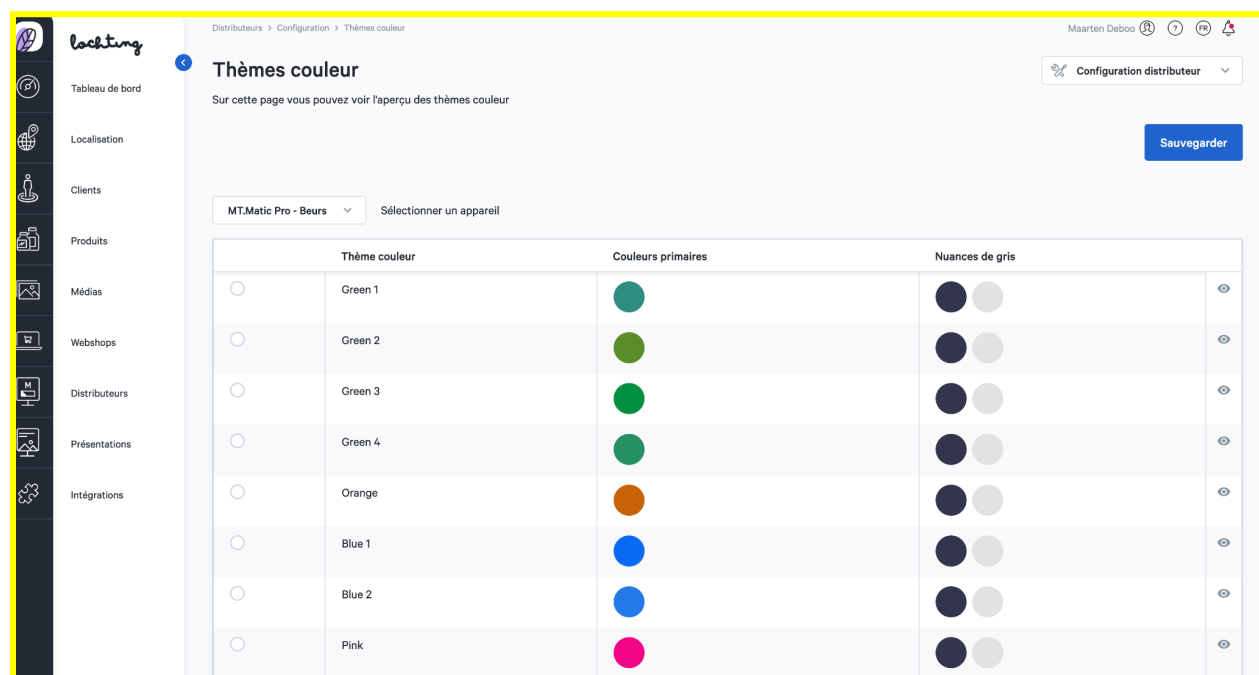 lochting
Distributeurs > Configuration > Thèmes couleur
Maarten Deboo
?
FR
Thèmes couleur
Configuration distributeur
Sur cette page vous pouvez voir l'aperçu des thèmes couleur
Sauvegarder
Tableau de bord
Localisation
Clients
Produits
Médias
Webshops
M
Distributeurs
Présentations
Intégrations
MT.Matic Pro - Beurs
Sélectionner un appareil
Thème couleur Couleurs primaires Nuances de gris
Green 1
Green 2
Green 3
Green 4
Orange
Blue 1
Blue 2
Pink